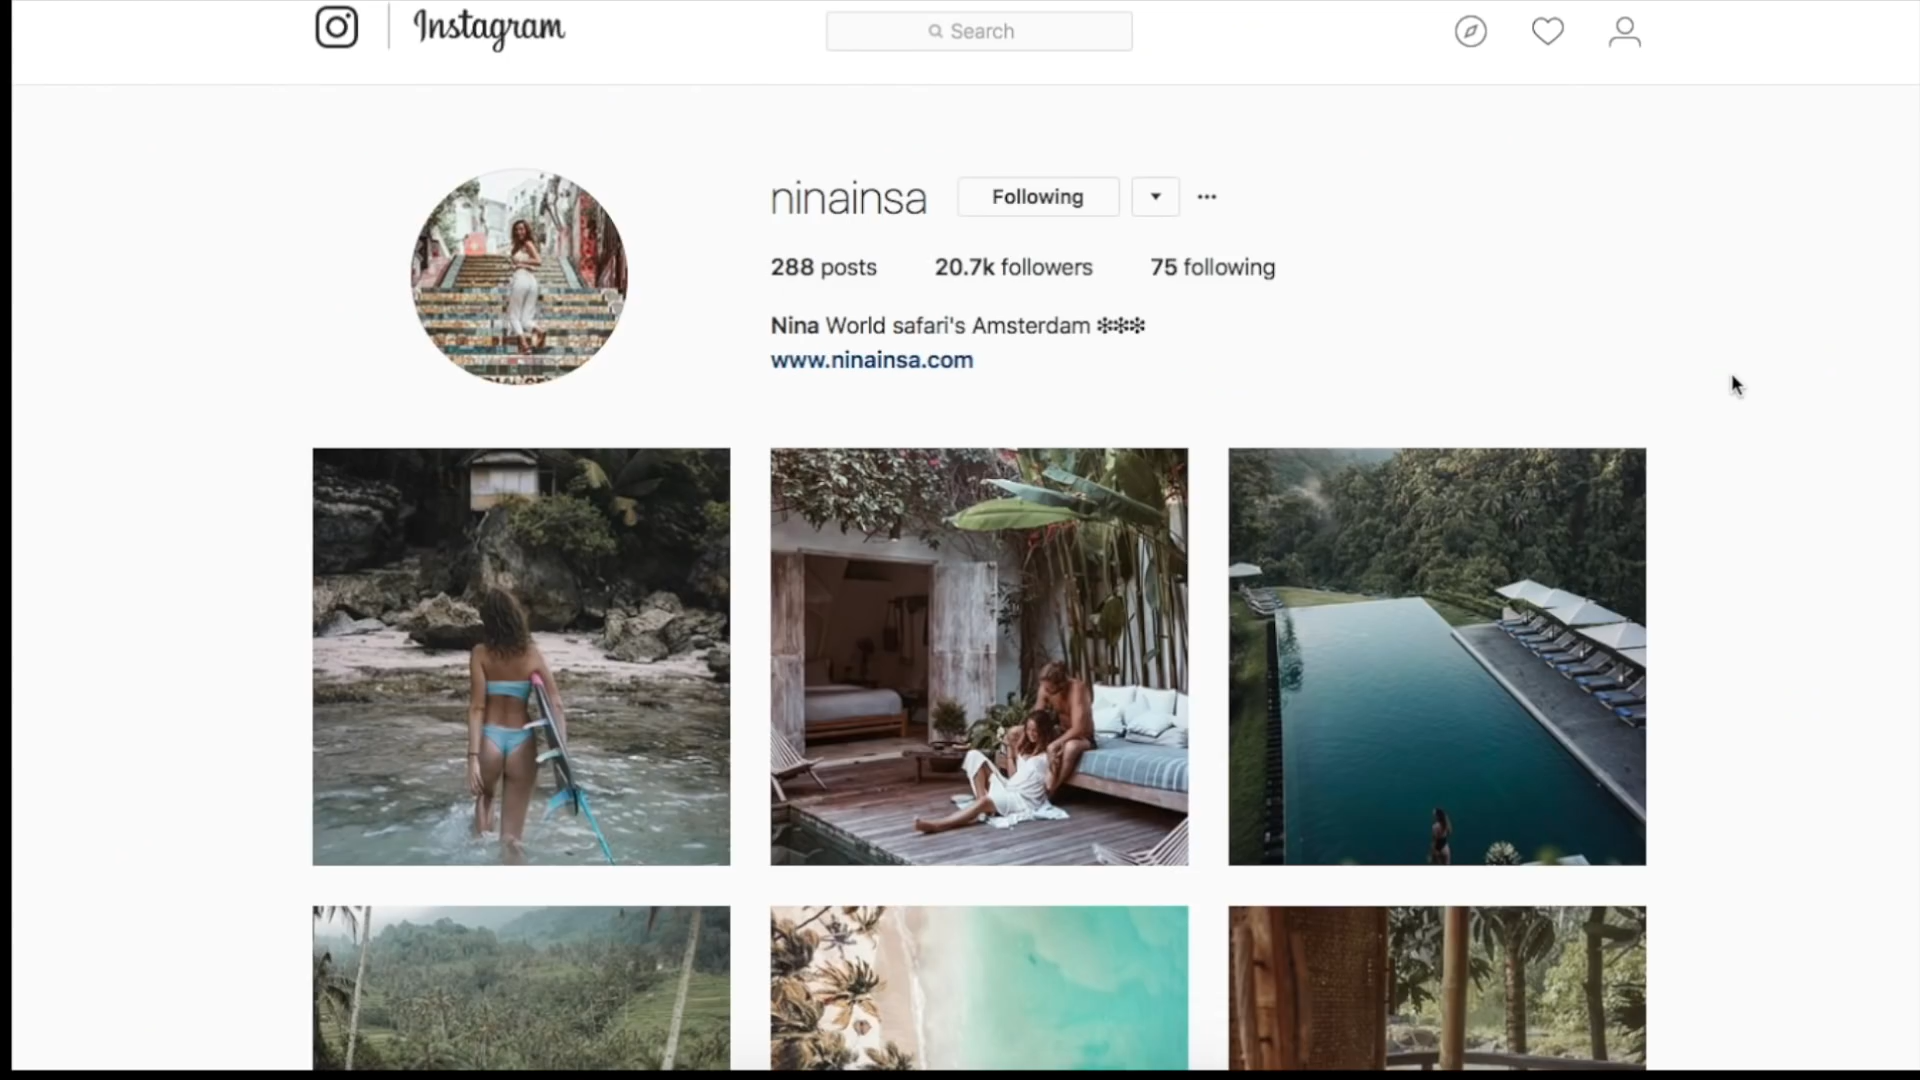 Instagram
Search
ninainsa Following
288 posts 20.7k followers 75 following
Nina World safari's Amsterdam ❇❇❇
www.ninainsa.com